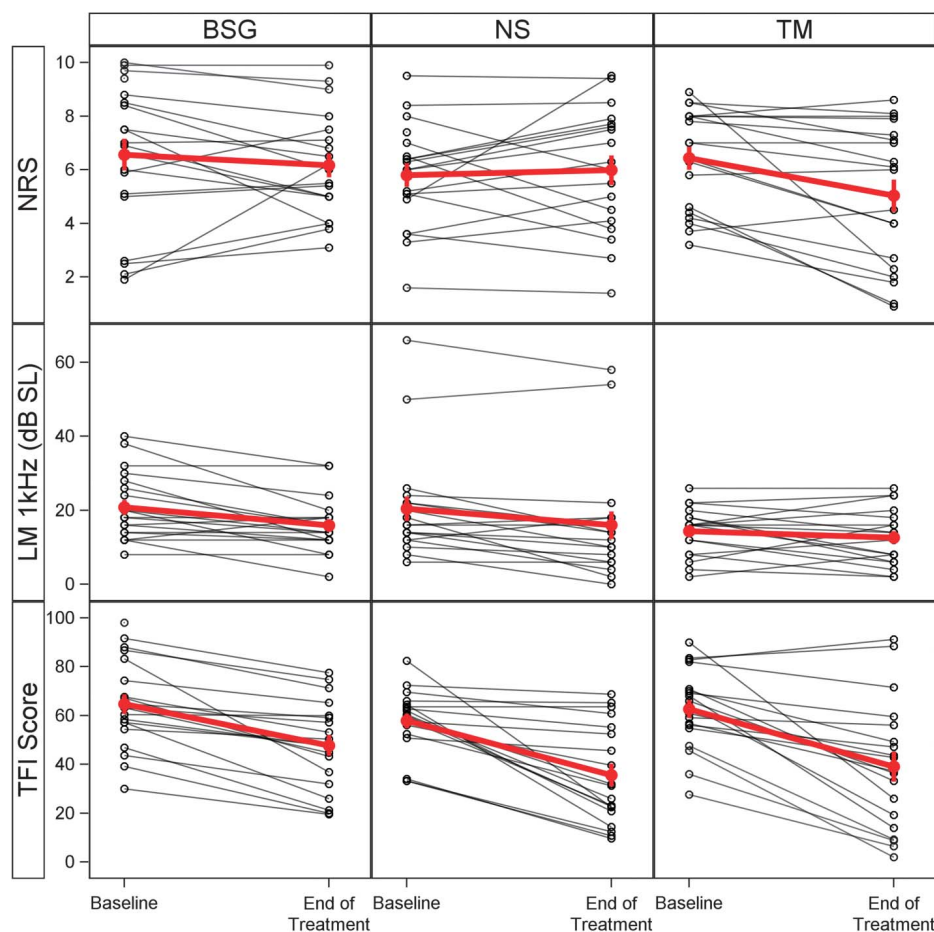 BSG NS TM
NRS
10
8
6
4
2
LM 1kHz (dB SL)
60
40
20
0
TFI Score
100
80
60
40
20
0
Baseline End of Baseline End of Baseline End of
Treatment Treatment Treatment